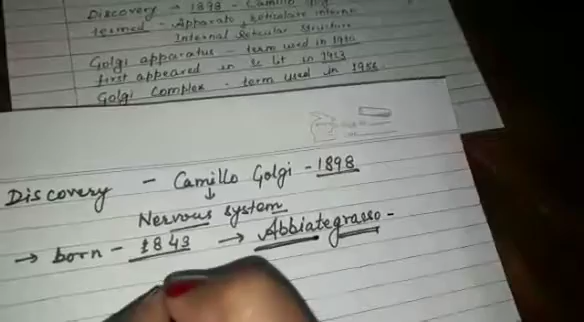 Discovery → 1898 - Camillo Golgi
termed - Apparato Reticulare interno
Internal Reticular Structure
Golgi apparatus - term used in 1910
first appeared in lit in 1913
Golgi Complex - term used in 1956
Discovery - Camillo Golgi - 1898
↓
Nervous system
→ born - 1843 → Abbiategrasso -